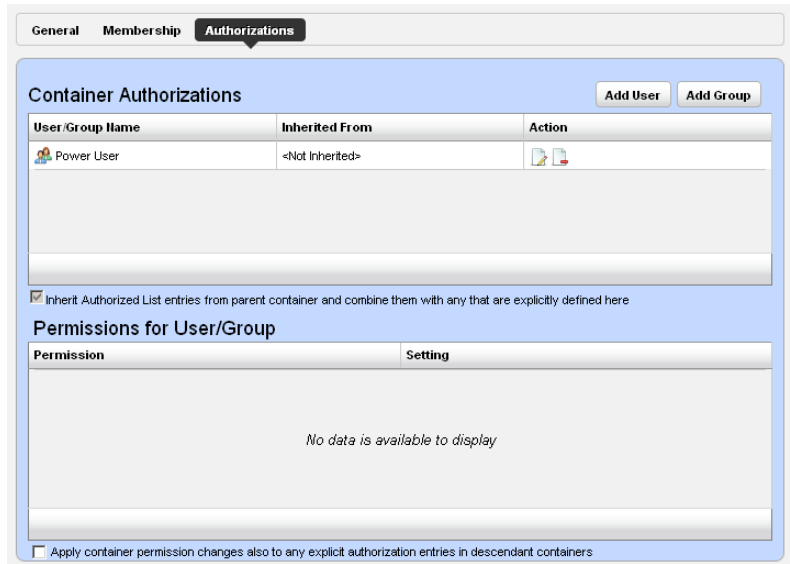 General Membership Authorizations
Container Authorizations Add User Add Group
User/Group Name Inherited From Action
Power User <Not Inherited>
Inherit Authorized List entries from parent container and combine them with any that are explicitly defined here
Permissions for User/Group
Permission Setting
No data is available to display
Apply container permission changes also to any explicit authorization entries in descendant containers